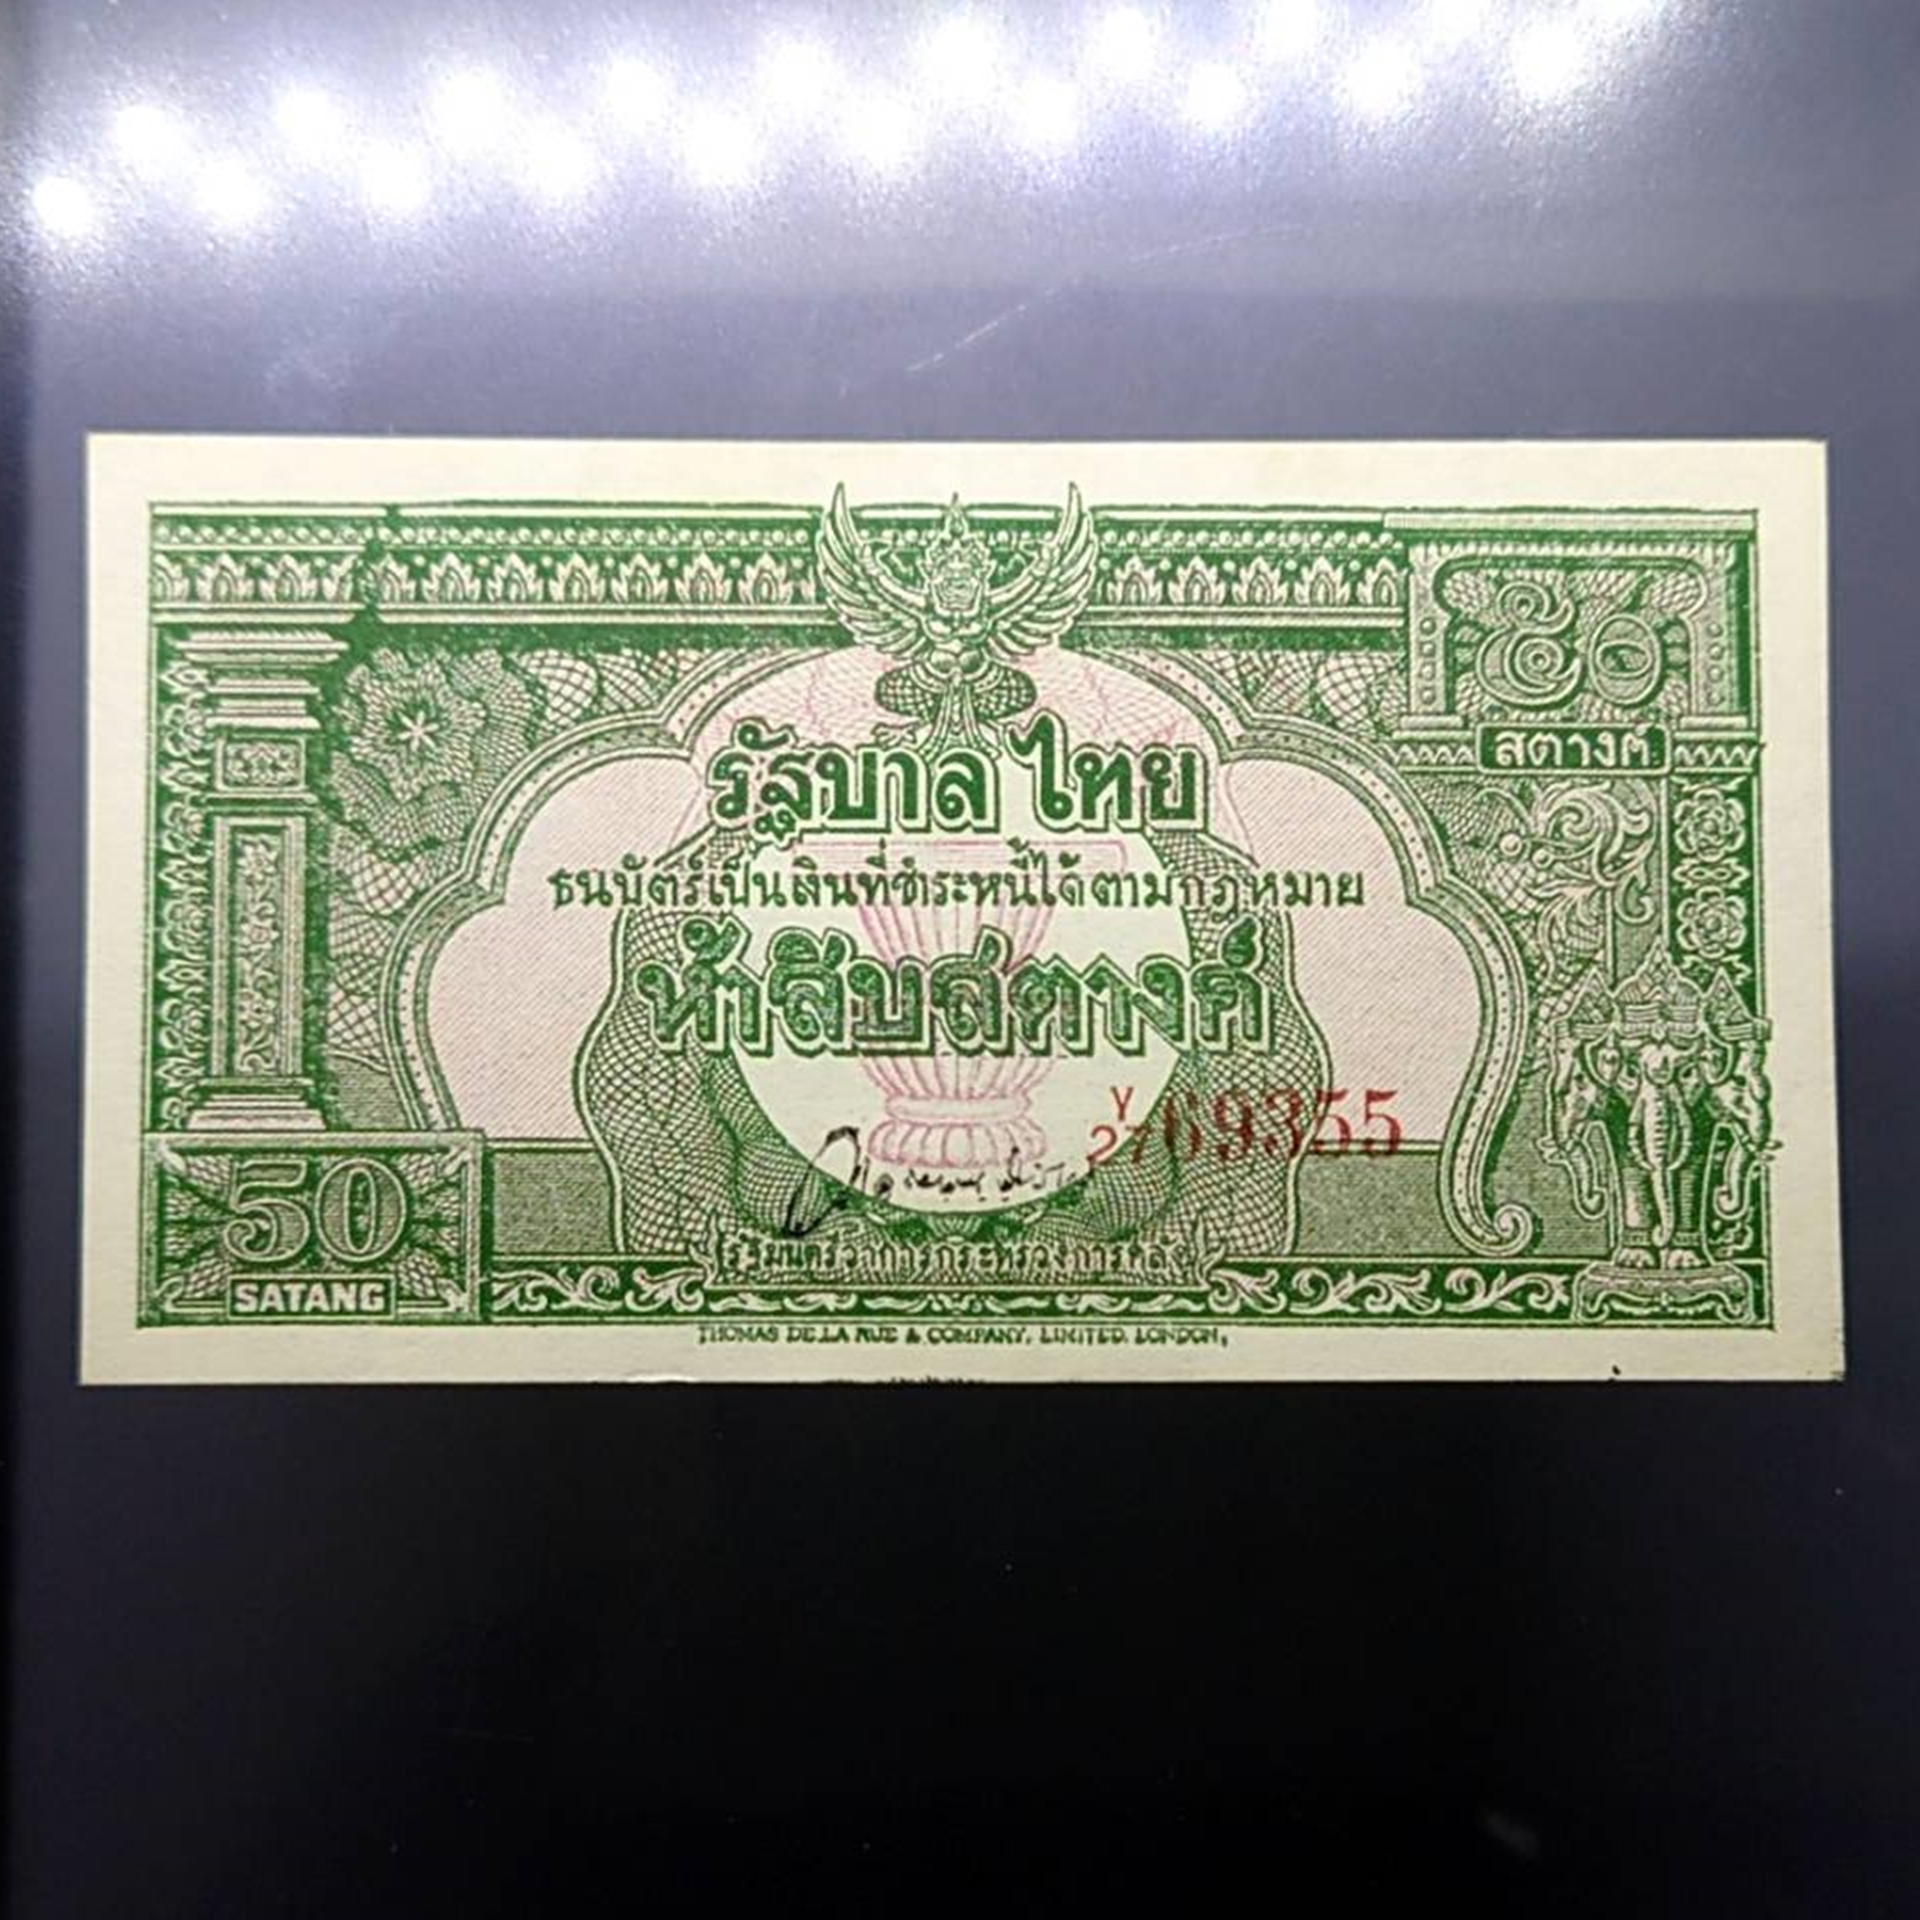 ๕๐
สตางค์
รัฐบาลไทย
ธนบัตร์เป็นเงินที่ชำระหนี้ได้ตามกฎหมาย
ห้าสิบสตางค์
Y
27 69355
รัฐมนตรีว่าการกระทรวงการคลัง
50
SATANG
THOMAS DE LA RUE & COMPANY, LIMITED, LONDON,